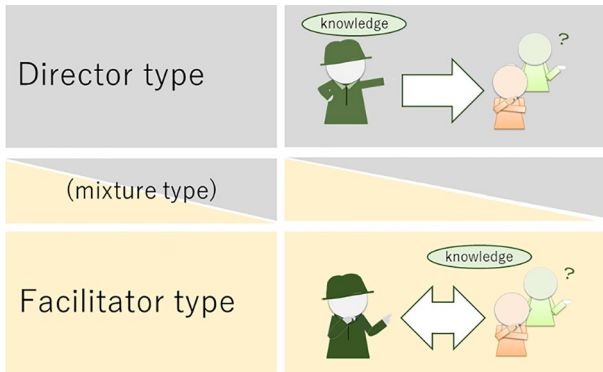 knowledge
Director type
?
(mixture type)
knowledge
Facilitator type
?